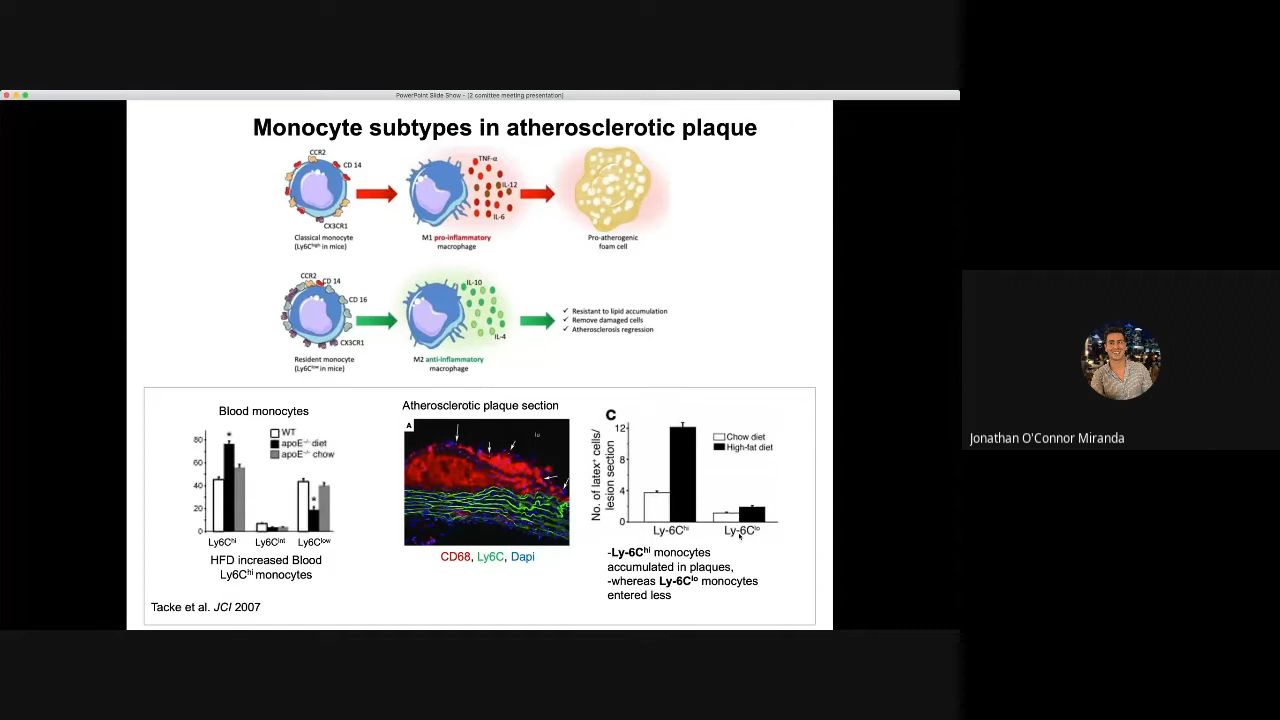 PowerPoint Slide Show - (2 comittee meeting presentation)
Monocyte subtypes in atherosclerotic plaque
CCR2
CD 14
CX3CR1
Classical monocyte
(Ly6Chigh in mice)
TNF-α
IL-12
IL-6
M1 pro-inflammatory
macrophage
Pro-atherogenic
foam cell
CCR2
CD 14
CD 16
CX3CR1
Resident monocyte
(Ly6Clow in mice)
IL-10
IL-4
M2 anti-inflammatory
macrophage
✓ Resistant to lipid accumulation
✓ Remove damaged cells
✓ Atherosclerosis regression
Blood monocytes
WT
apoE-/- diet
apoE-/- chow
80
60
40
20
0
*
*
Ly6Chi
Ly6Cint
Ly6Clow
HFD increased Blood
Ly6Chi monocytes
Tacke et al. JCI 2007
Atherosclerotic plaque section
A
lu
CD68, Ly6C, Dapi
C
No. of latex+ cells/
lesion section
12
8
4
0
Chow diet
High-fat diet
Ly-6Chi
Ly-6Clo
-Ly-6Chi monocytes
accumulated in plaques,
-whereas Ly-6Clo monocytes
entered less
Jonathan O'Connor Miranda